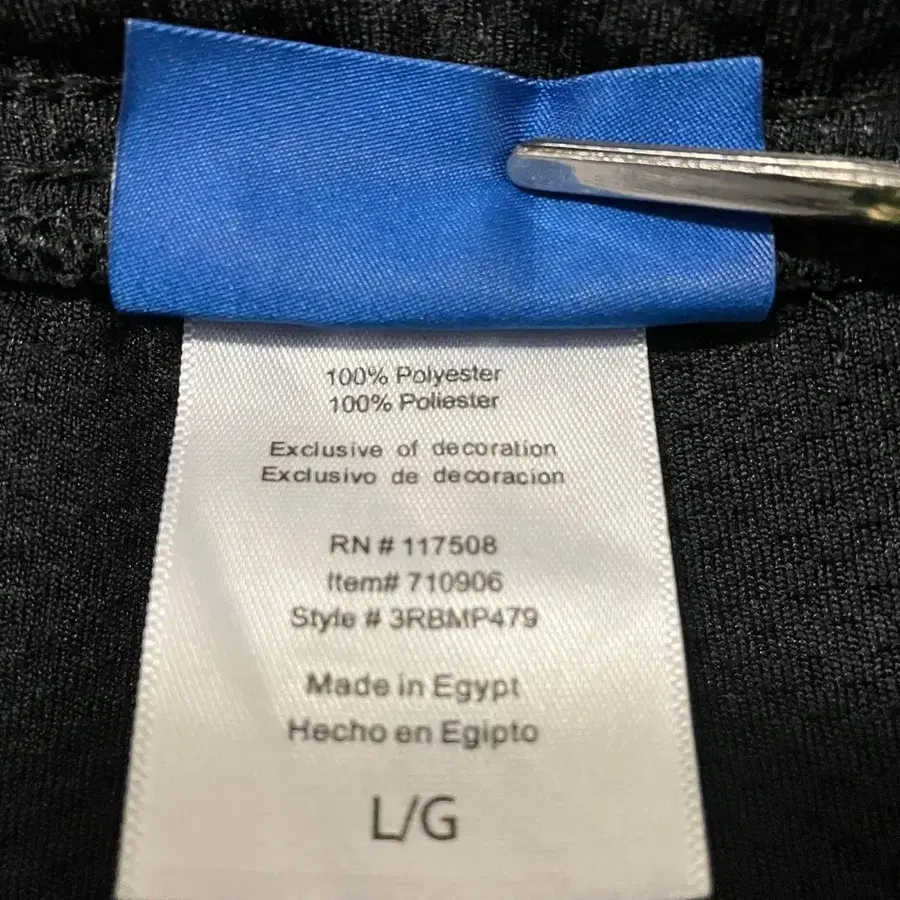 100% Polyester
100% Poliester
Exclusive of decoration
Exclusivo de decoracion
RN # 117508
Item# 710906
Style # 3RBMP479
Made in Egypt
Hecho en Egipto
L/G